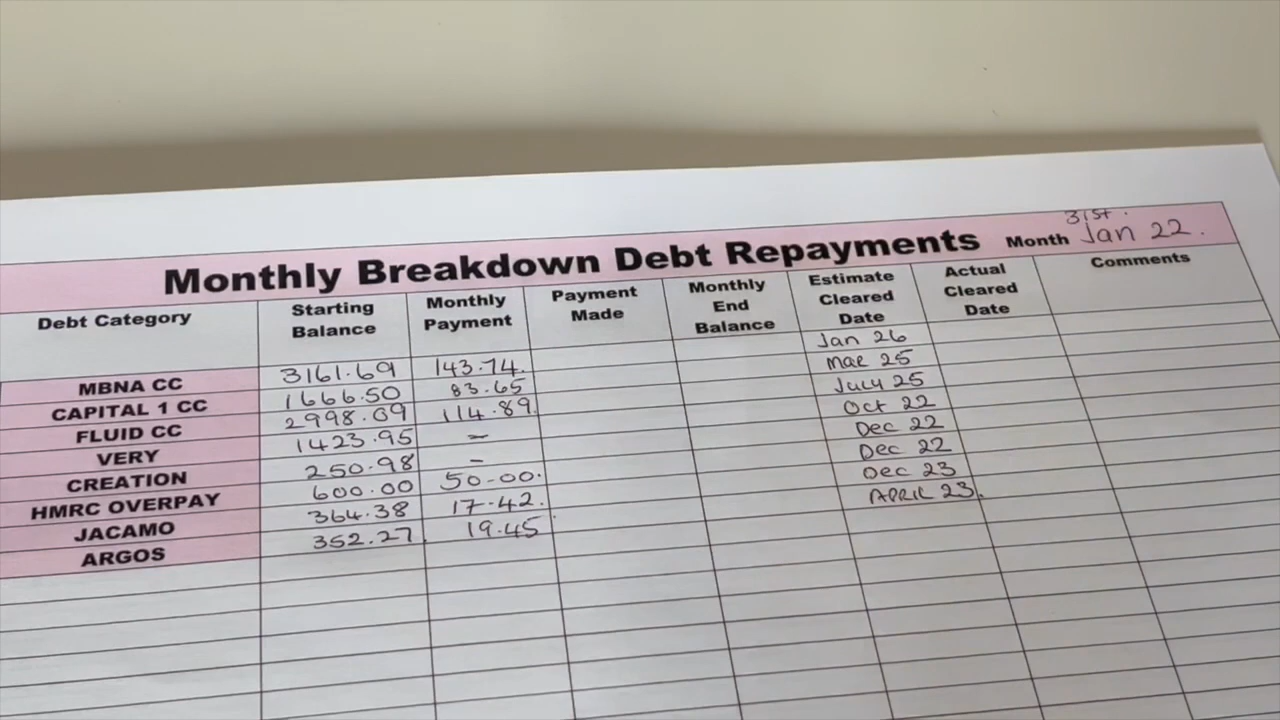 31st.
Monthly Breakdown Debt Repayments Month Jan 22.
Debt Category Starting Balance Monthly Payment Payment Made Monthly End Balance Estimate Cleared Date Actual Cleared Date Comments
MBNA CC 3161.69 143.74. Jan 26
CAPITAL 1 CC 1666.50 83.65 Mar 25
FLUID CC 2998.09 114.89 July 25
VERY 1423.95 - Oct 22
CREATION 250.98 - Dec 22
HMRC OVERPAY 600.00 50.00. Dec 22
JACAMO 364.38 17.42. Dec 23
ARGOS 352.27. 19.45 APRIL 23.